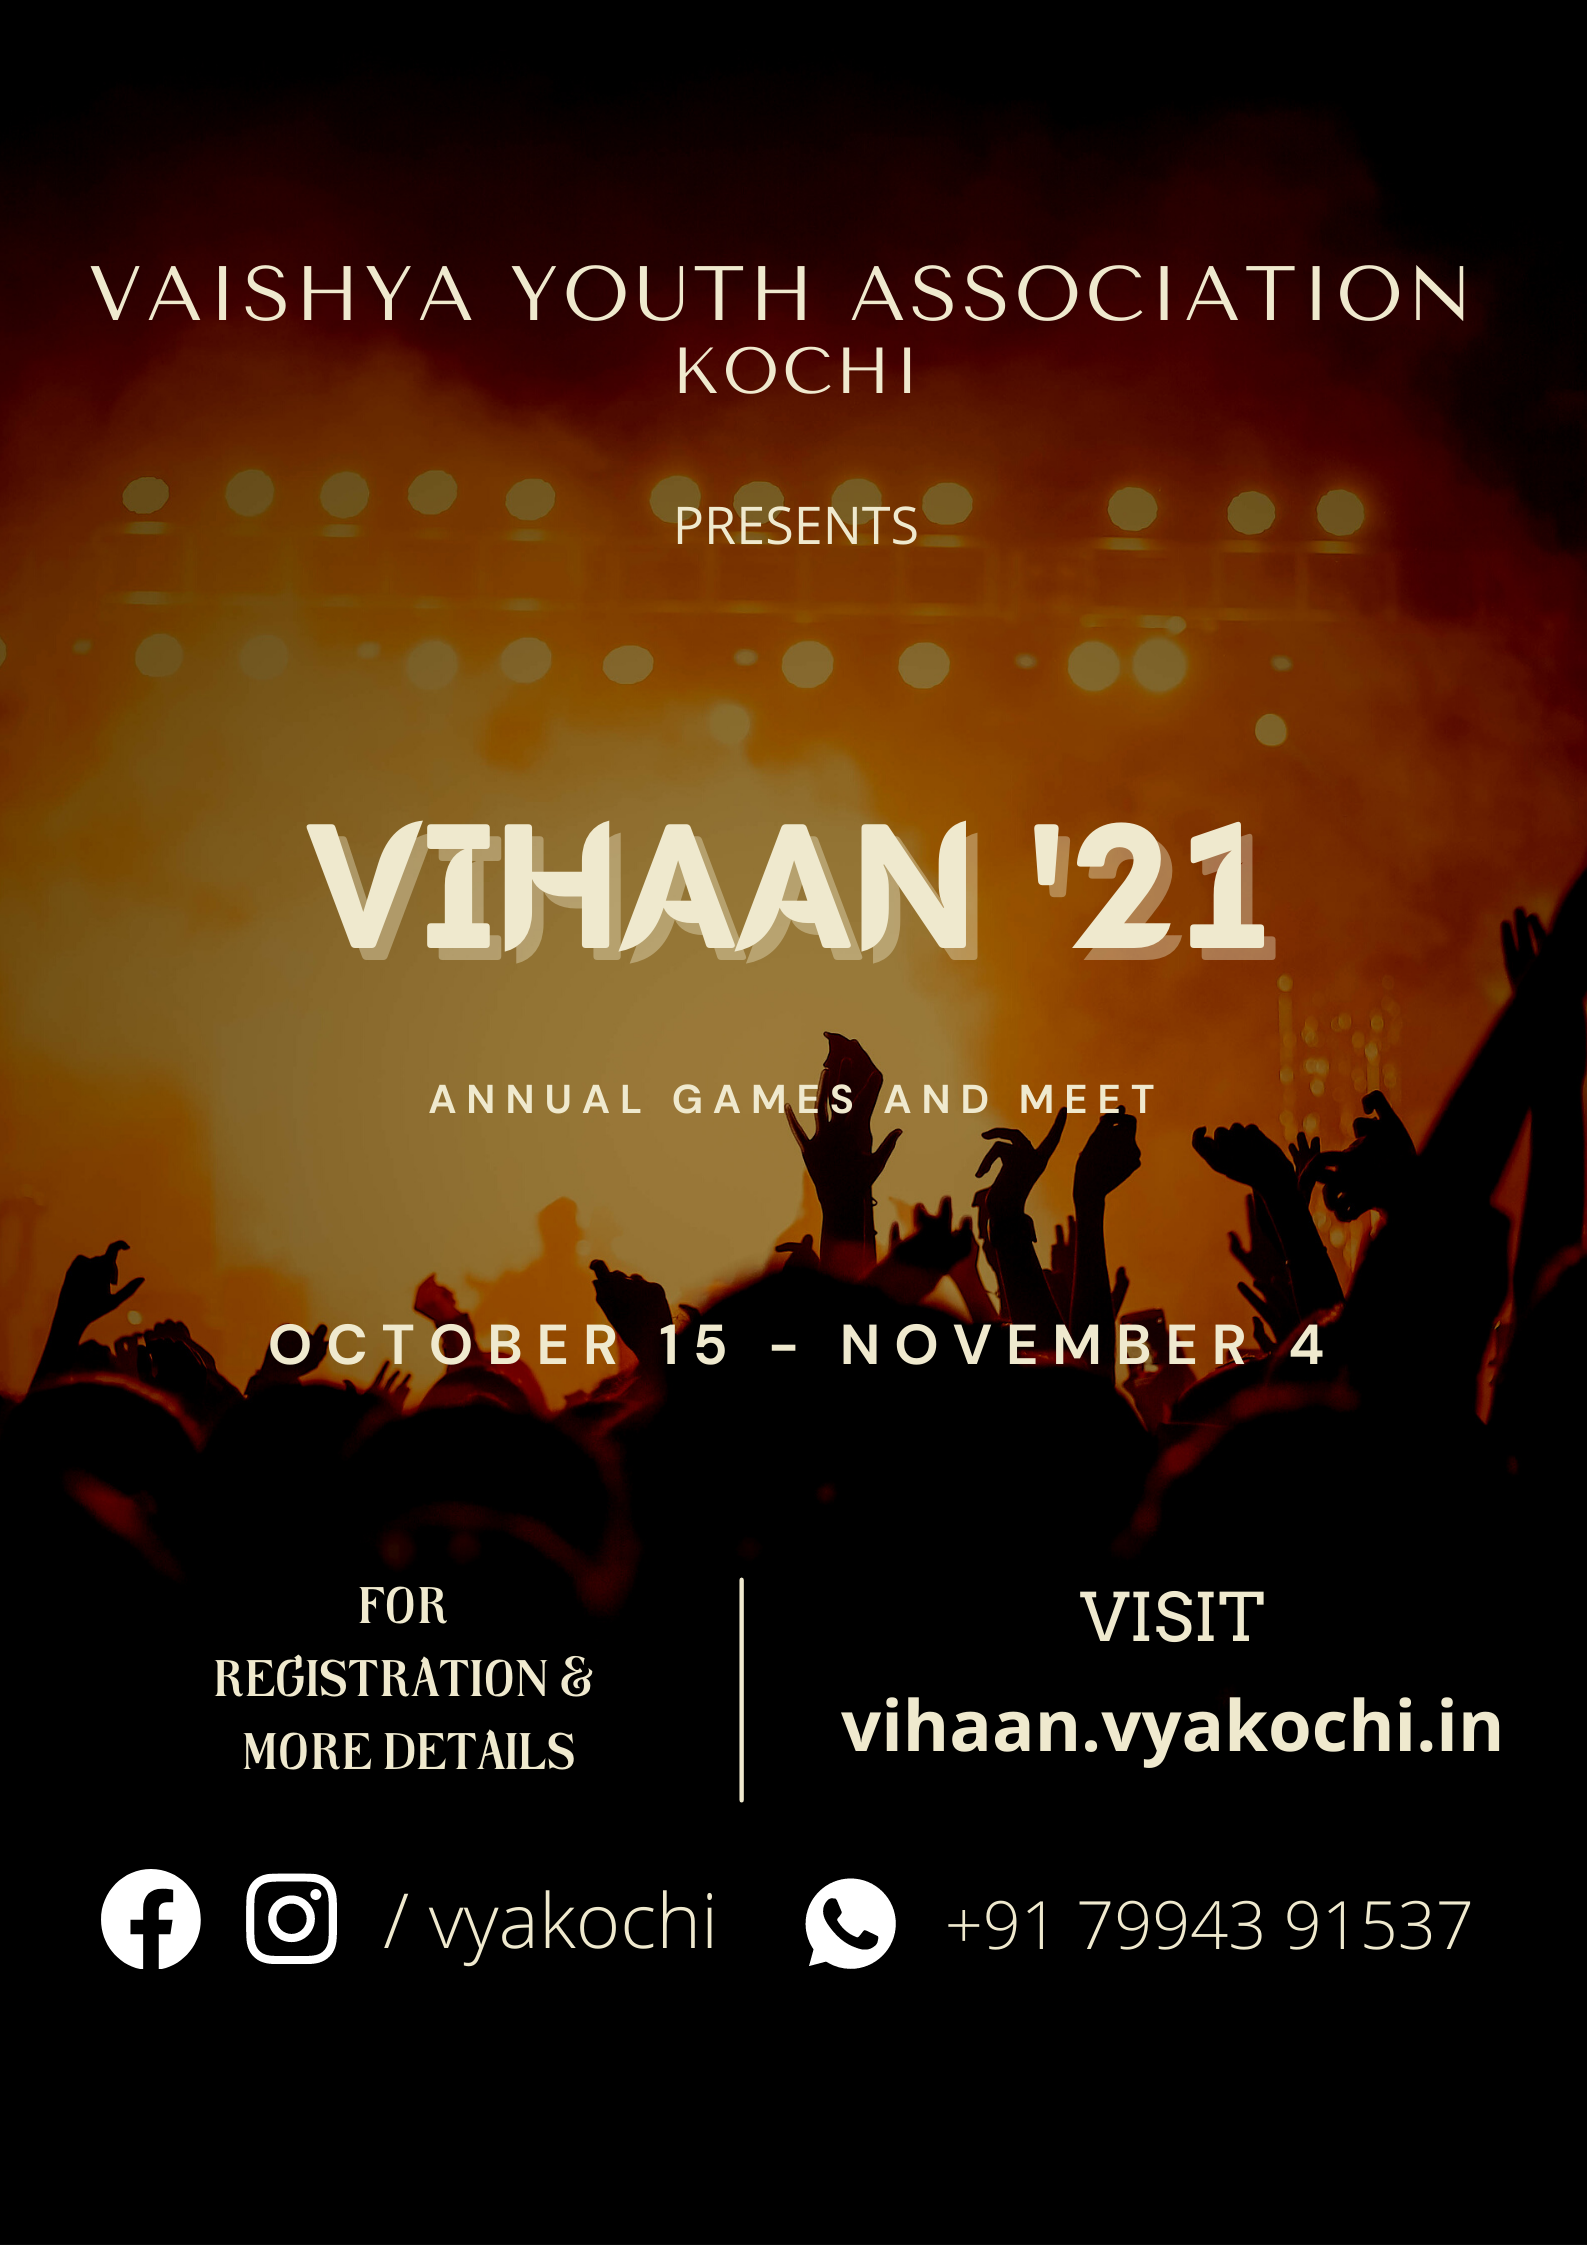 VAISHYA YOUTH ASSOCIATION
KOCHI
PRESENTS
VIHAAN '21
ANNUAL GAMES AND MEET
OCTOBER 15 - NOVEMBER 4
FOR
REGISTRATION &
MORE DETAILS
VISIT
vihaan.vyakochi.in
/ vyakochi
+91 79943 91537